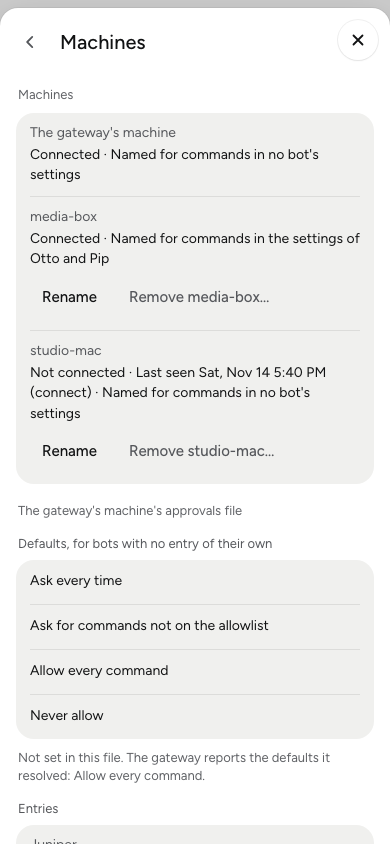 Machines
Machines
The gateway's machine
Connected · Named for commands in no bot's
settings
media-box
Connected · Named for commands in the settings of
Otto and Pip
Rename
Remove media-box...
studio-mac
Not connected · Last seen Sat, Nov 14 5:40 PM
(connect) · Named for commands in no bot's
settings
Rename
Remove studio-mac...
The gateway's machine's approvals file
Defaults, for bots with no entry of their own
Ask every time
Ask for commands not on the allowlist
Allow every command
Never allow
Not set in this file. The gateway reports the defaults it
resolved: Allow every command.
Entries
Juniper